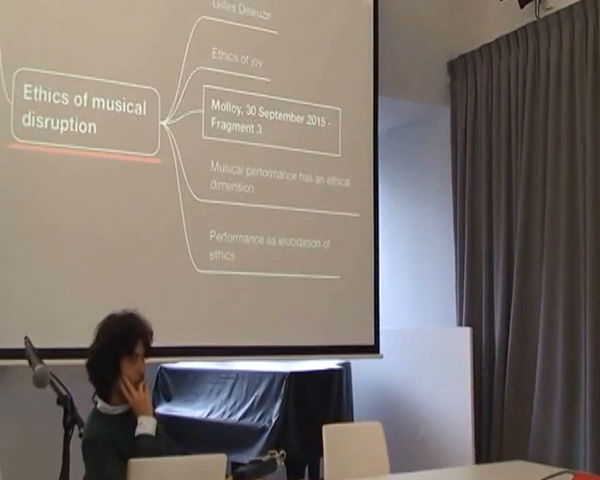 Gilles Deleuze
Ethics of joy
Ethics of musical
disruption
Molloy, 30 September 2015 -
Fragment 3
Musical performance has an ethical
dimension
Performance as elucidation of
ethics